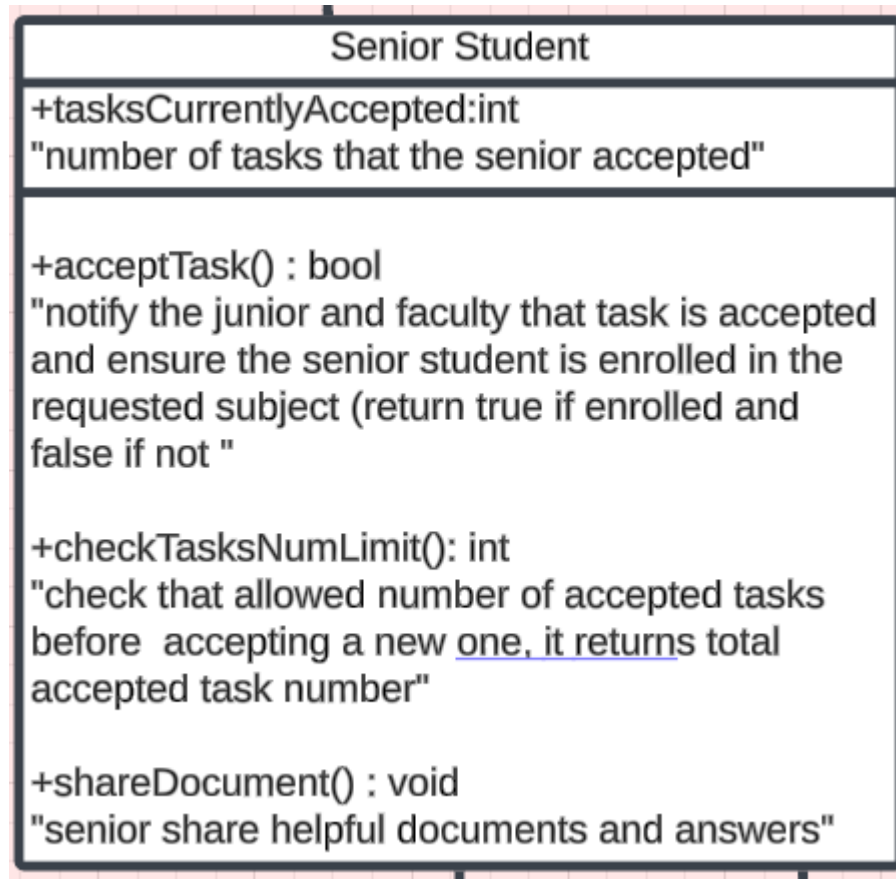 Senior Student
+tasksCurrentlyAccepted:int
"number of tasks that the senior accepted"
+acceptTask() : bool
"notify the junior and faculty that task is accepted
and ensure the senior student is enrolled in the
requested subject (return true if enrolled and
false if not "
+checkTasksNumLimit(): int
"check that allowed number of accepted tasks
before  accepting a new one, it returns total
accepted task number"
+shareDocument() : void
"senior share helpful documents and answers"